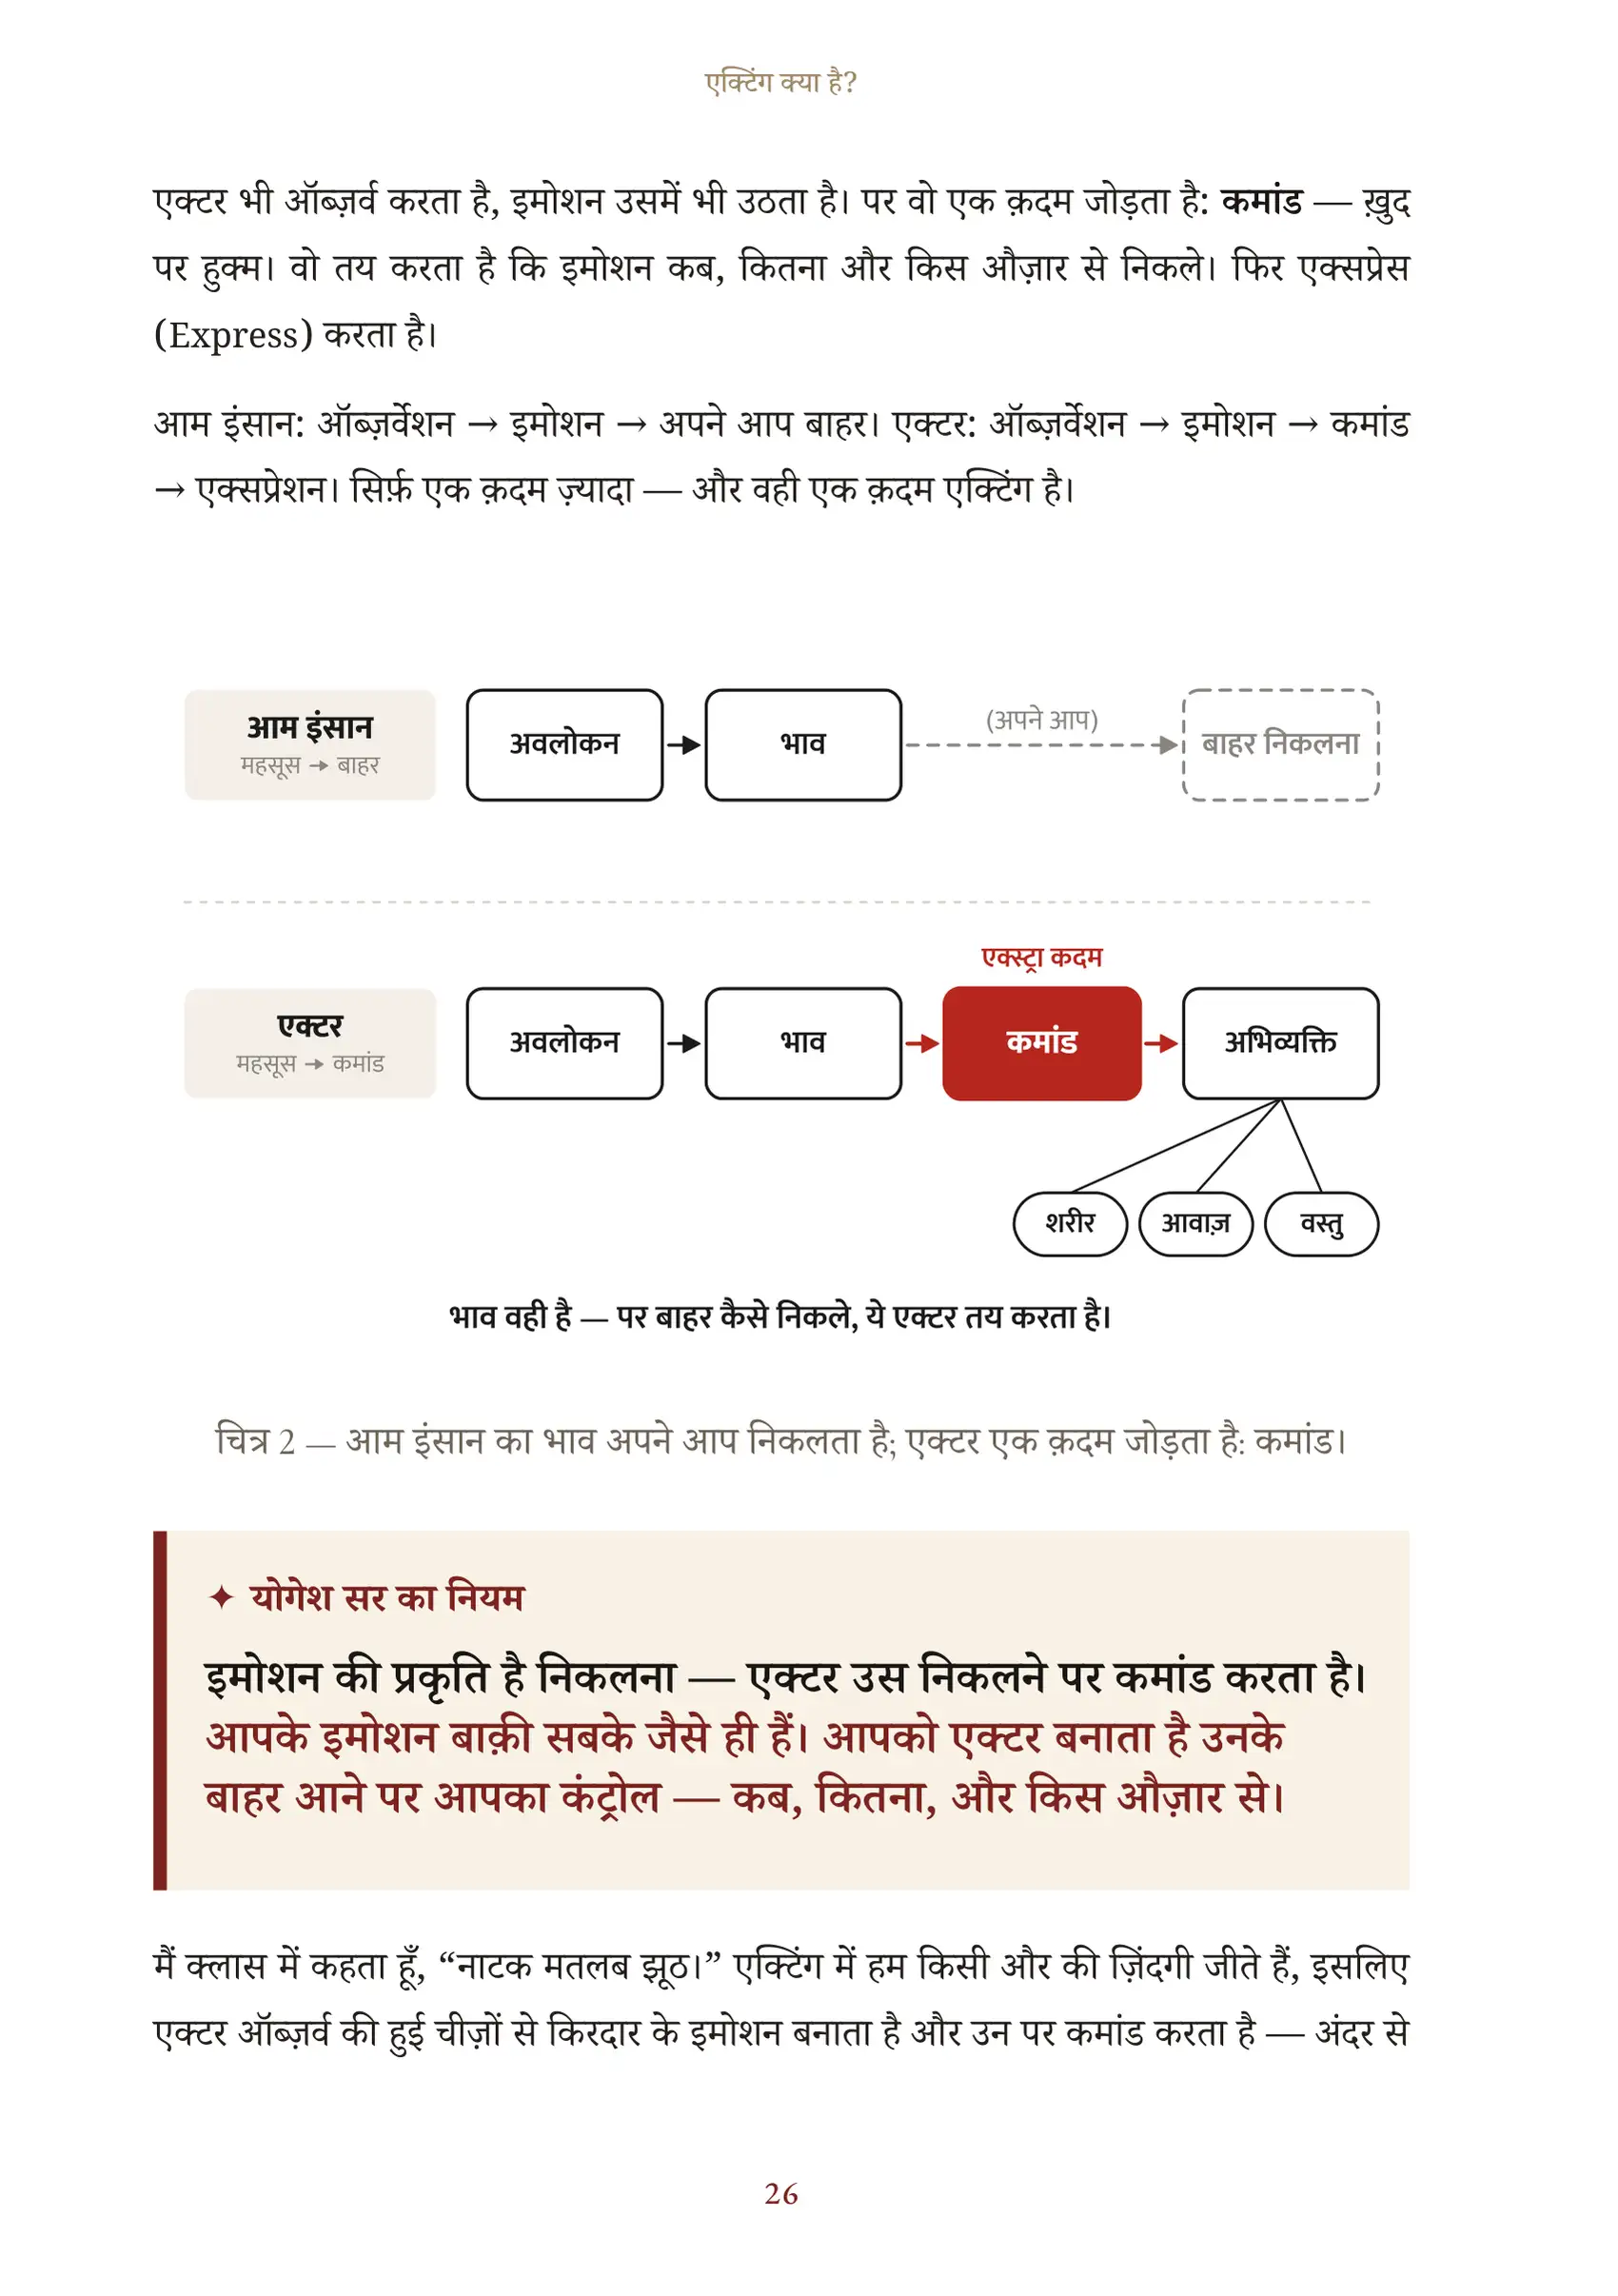 एक्टिंग क्या है?
एक्टर भी ऑब्ज़र्व करता है, इमोशन उसमें भी उठता है। पर वो एक क़दम जोड़ता है: कमांड — ख़ुद
पर हुक्म। वो तय करता है कि इमोशन कब, कितना और किस औज़ार से निकले। फिर एक्सप्रेस
(Express) करता है।
आम इंसान: ऑब्ज़र्वेशन → इमोशन → अपने आप बाहर। एक्टर: ऑब्ज़र्वेशन → इमोशन → कमांड
→ एक्सप्रेशन। सिर्फ़ एक क़दम ज़्यादा — और वही एक क़दम एक्टिंग है।
आम इंसान
महसूस → बाहर
अवलोकन
भाव
(अपने आप)
बाहर निकलना
एक्स्ट्रा कदम
एक्टर
महसूस → कमांड
अवलोकन
भाव
कमांड
अभिव्यक्ति
शरीर
आवाज़
वस्तु
भाव वही है — पर बाहर कैसे निकले, ये एक्टर तय करता है।
चित्र 2 — आम इंसान का भाव अपने आप निकलता है; एक्टर एक क़दम जोड़ता है: कमांड।
✦ योगेश सर का नियम
इमोशन की प्रकृति है निकलना — एक्टर उस निकलने पर कमांड करता है।
आपके इमोशन बाक़ी सबके जैसे ही हैं। आपको एक्टर बनाता है उनके
बाहर आने पर आपका कंट्रोल — कब, कितना, और किस औज़ार से।
मैं क्लास में कहता हूँ, “नाटक मतलब झूठ।” एक्टिंग में हम किसी और की ज़िंदगी जीते हैं, इसलिए
एक्टर ऑब्ज़र्व की हुई चीज़ों से किरदार के इमोशन बनाता है और उन पर कमांड करता है — अंदर से
26